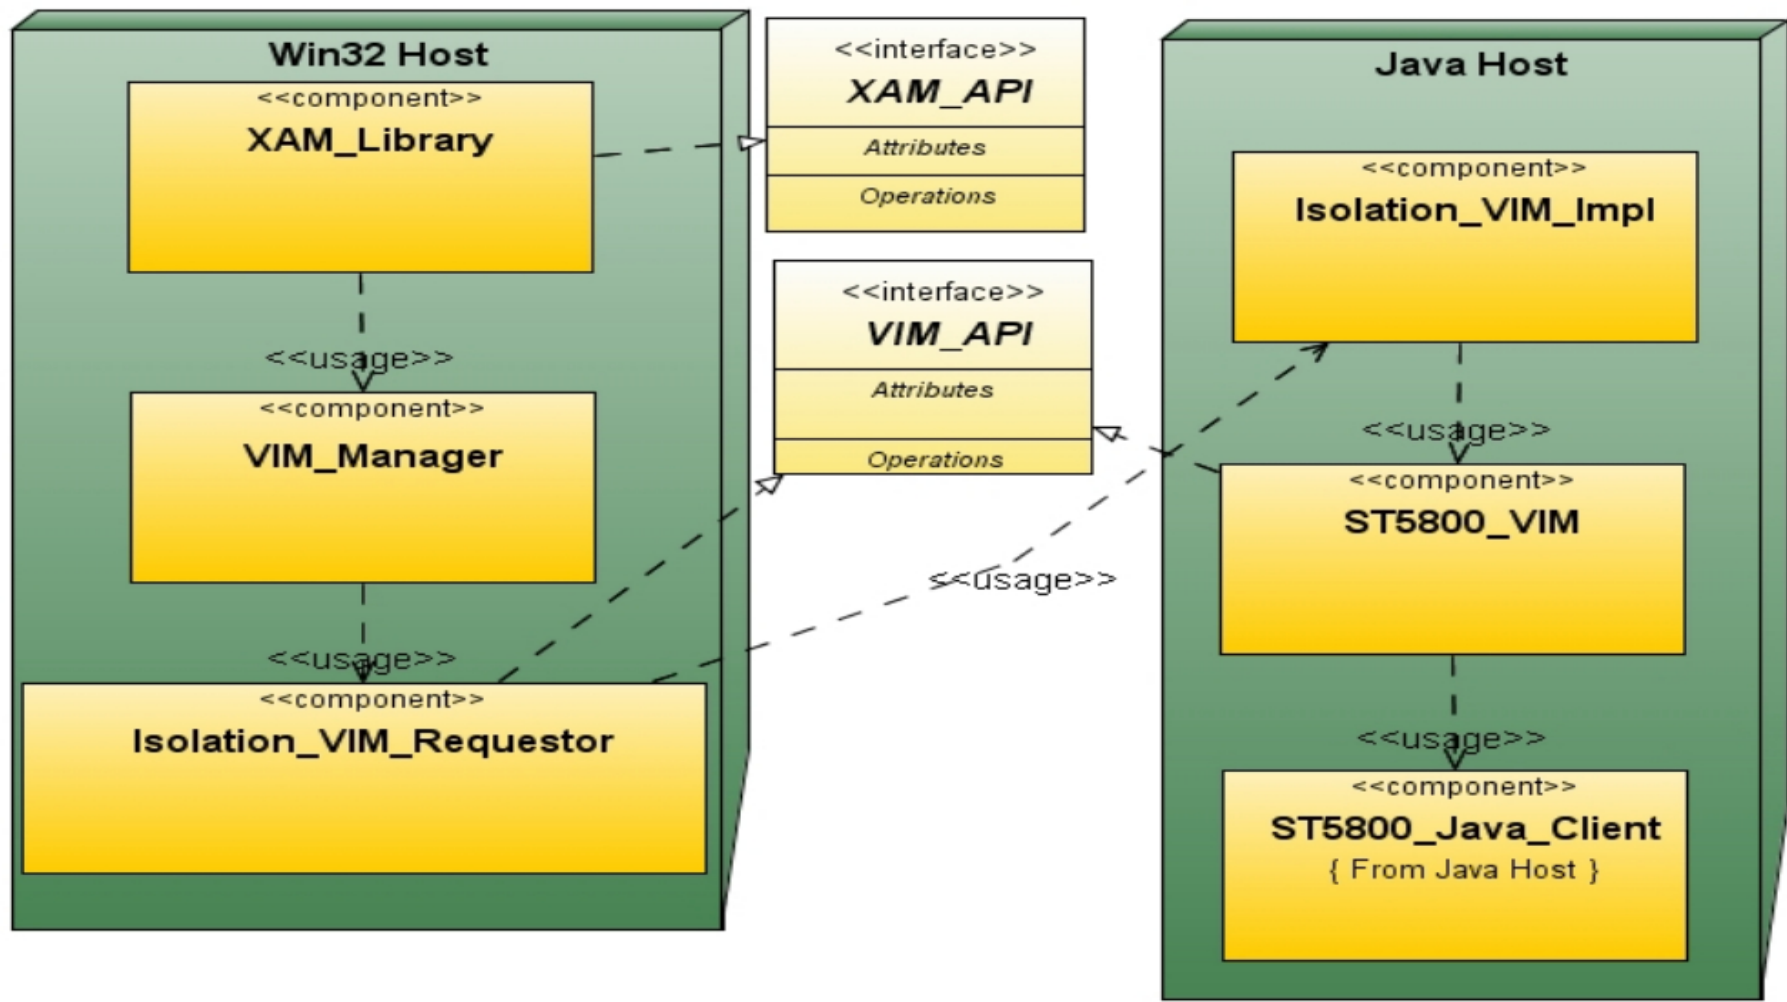 Win32 Host
<<component>>
XAM_Library
<<usage>>
<<component>>
VIM_Manager
<<usage>>
<<component>>
Isolation_VIM_Requestor
<<interface>>
XAM_API
Attributes
Operations
<<interface>>
VIM_API
Attributes
Operations
<<usage>>
Java Host
<<component>>
Isolation_VIM_Impl
<<usage>>
<<component>>
ST5800_VIM
<<usage>>
<<component>>
ST5800_Java_Client
{ From Java Host }